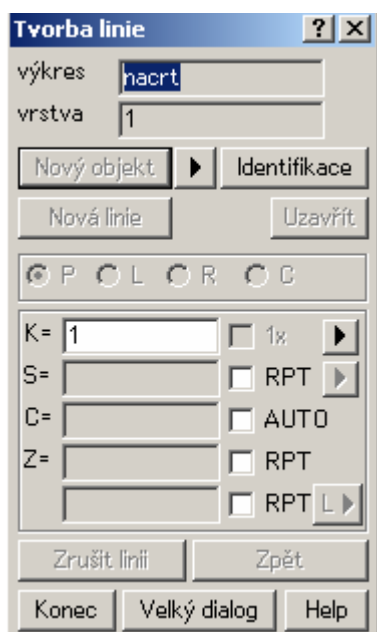 Tvorba linie ? X
výkres nacrt
vrstva 1
Nový objekt Identifikace
Nová linie Uzavřít
P L R C
K= 1 1x
S= RPT
C= AUTO
Z= RPT
RPT L
Zrušit linii Zpět
Konec Velký dialog Help